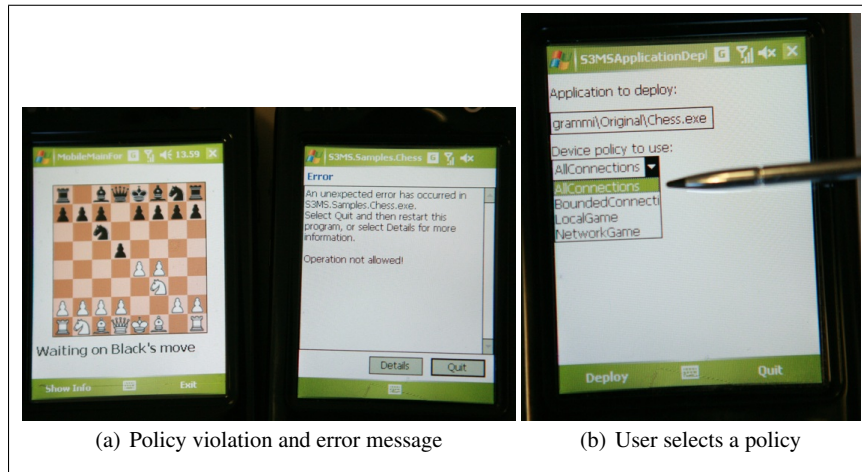 MobileMainFor G 13.59
Waiting on Black's move
Show Info Exit
S3MS.Samples.Chess G
Error
An unexpected error has occurred in
S3MS.Samples.Chess.exe.
Select Quit and then restart this
program, or select Details for more
information.
Operation not allowed!
Details Quit
(a) Policy violation and error message
S3MSApplicationDepl G
Application to deploy:
grammi\Original\Chess.exe
Device policy to use:
AllConnections
AllConnections
BoundedConnecti
LocalGame
NetworkGame
Deploy Quit
(b) User selects a policy